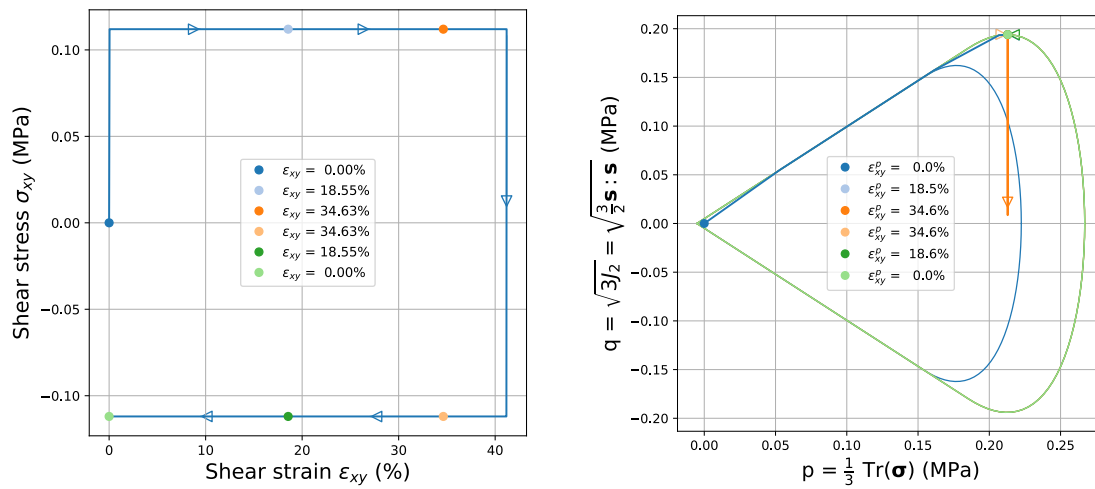 0.10
0.05
0.00
−0.05
−0.10
Shear stress σxy (MPa)
εxy = 0.00%
εxy = 18.55%
εxy = 34.63%
εxy = 34.63%
εxy = 18.55%
εxy = 0.00%
0 10 20 30 40
Shear strain εxy (%)
0.20
0.15
0.10
0.05
0.00
−0.05
−0.10
−0.15
−0.20
q = √3J₂ = √(3/2 s : s) (MPa)
εᵖxy = 0.0%
εᵖxy = 18.5%
εᵖxy = 34.6%
εᵖxy = 34.6%
εᵖxy = 18.6%
εᵖxy = 0.0%
0.00 0.05 0.10 0.15 0.20 0.25
p = 1/3 Tr(σ) (MPa)